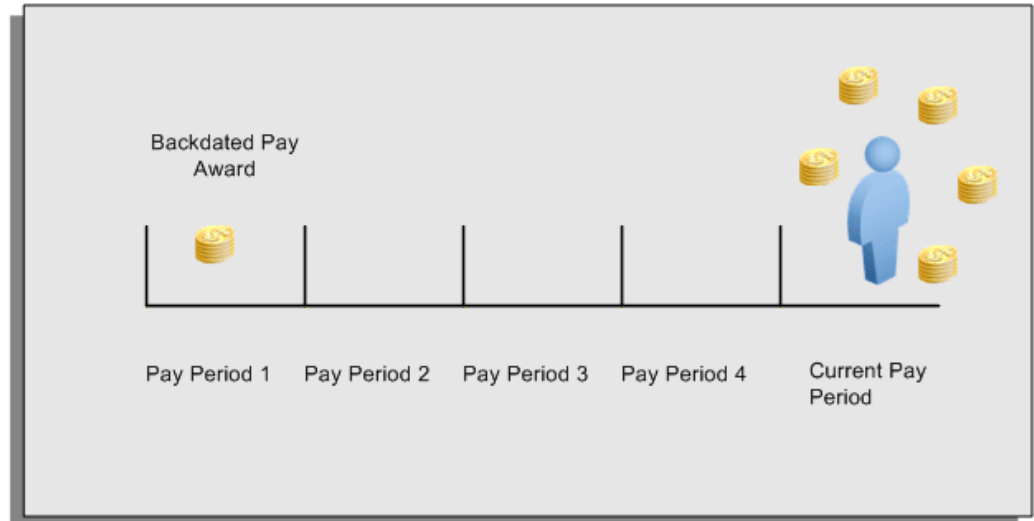 Backdated Pay
Award
Pay Period 1
Pay Period 2
Pay Period 3
Pay Period 4
Current Pay
Period